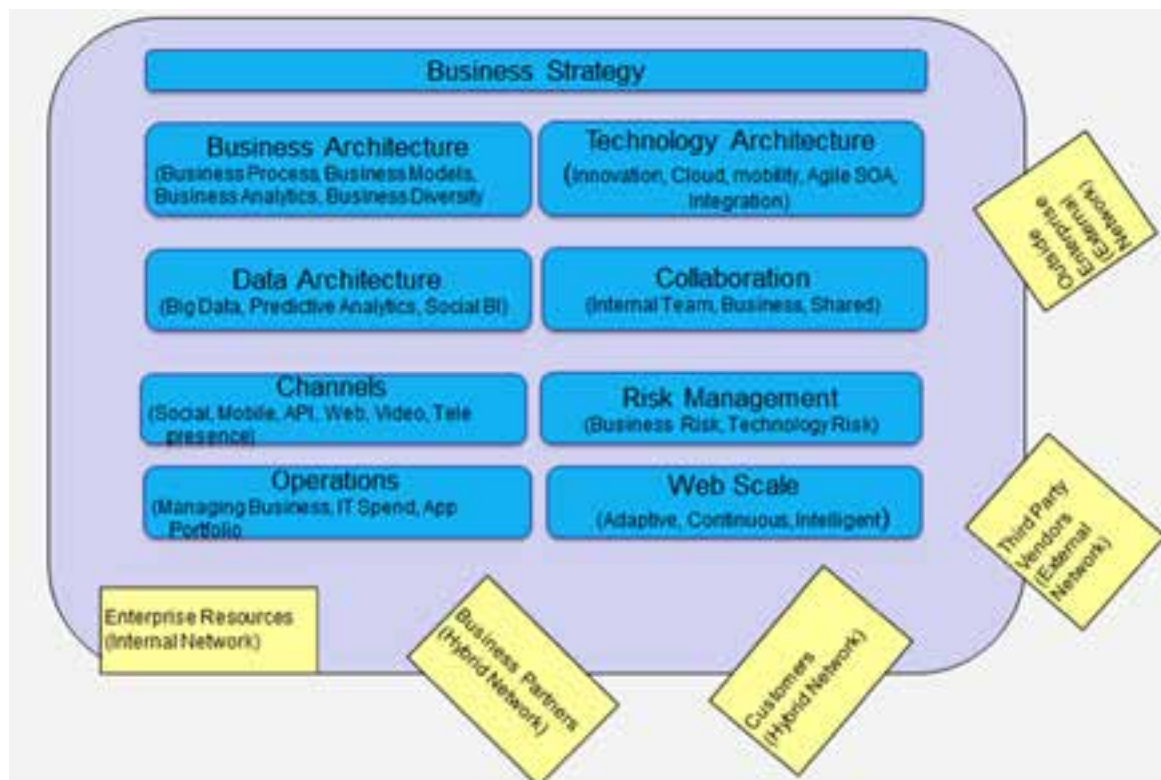 Business Strategy
Business Architecture
(Business Process, Business Models,
Business Analytics, Business Diversity
Technology Architecture
(Innovation, Cloud, mobility, Agile SOA,
Integration)
Data Architecture
(Big Data, Predictive Analytics, Social BI)
Collaboration
(Internal Team, Business, Shared)
Channels
(Social, Mobile, API, Web, Video, Tele
presence)
Risk Management
(Business Risk, Technology Risk)
Operations
(Managing Business, IT Spend, App
Portfolio
Web Scale
(Adaptive, Continuous, Intelligent)
Outside
Enterprise
(External
Network)
Third Party
Vendors
(External
Network)
Enterprise Resources
(Internal Network)
Business Partners
(Hybrid Network)
Customers
(Hybrid Network)